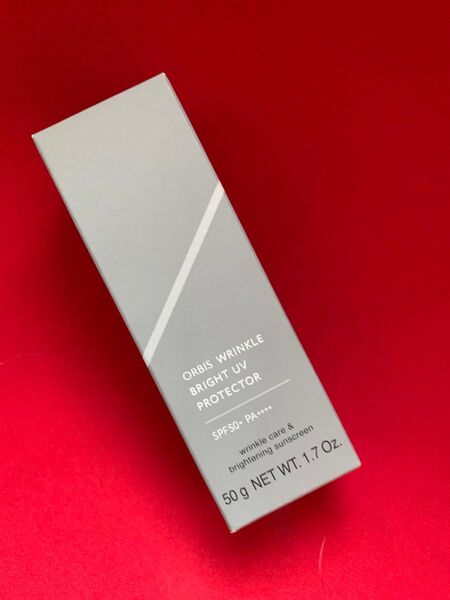 ORBIS WRINKLE
BRIGHT UV
PROTECTOR
SPF50+ PA++++
wrinkle care &
brightening sunscreen
50 g NET WT. 1.7 Oz.